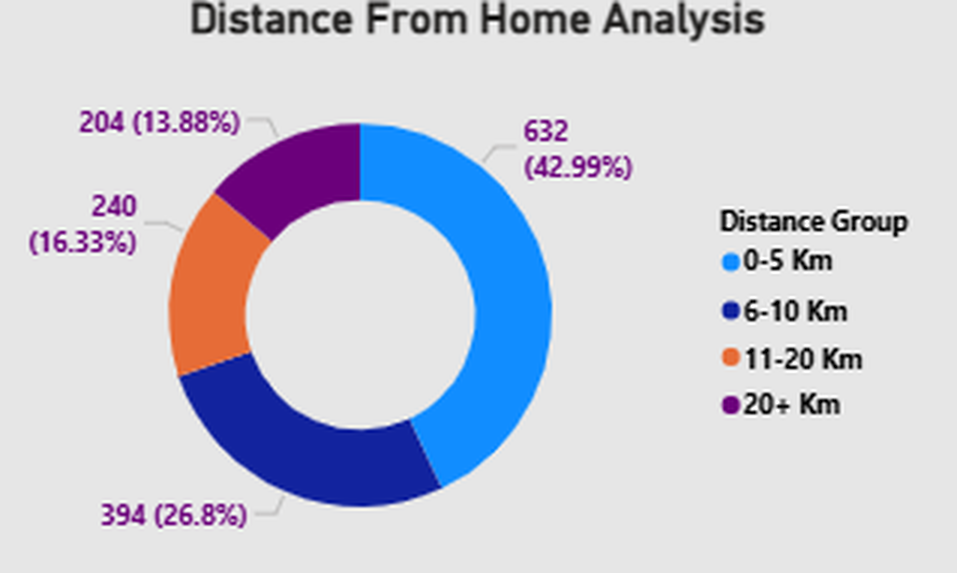 Distance From Home Analysis
204 (13.88%)
632
(42.99%)
240
(16.33%)
394 (26.8%)
Distance Group
0-5 Km
6-10 Km
11-20 Km
20+ Km